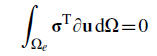 ∫_{Ω_e} σ^T ∂u dΩ = 0